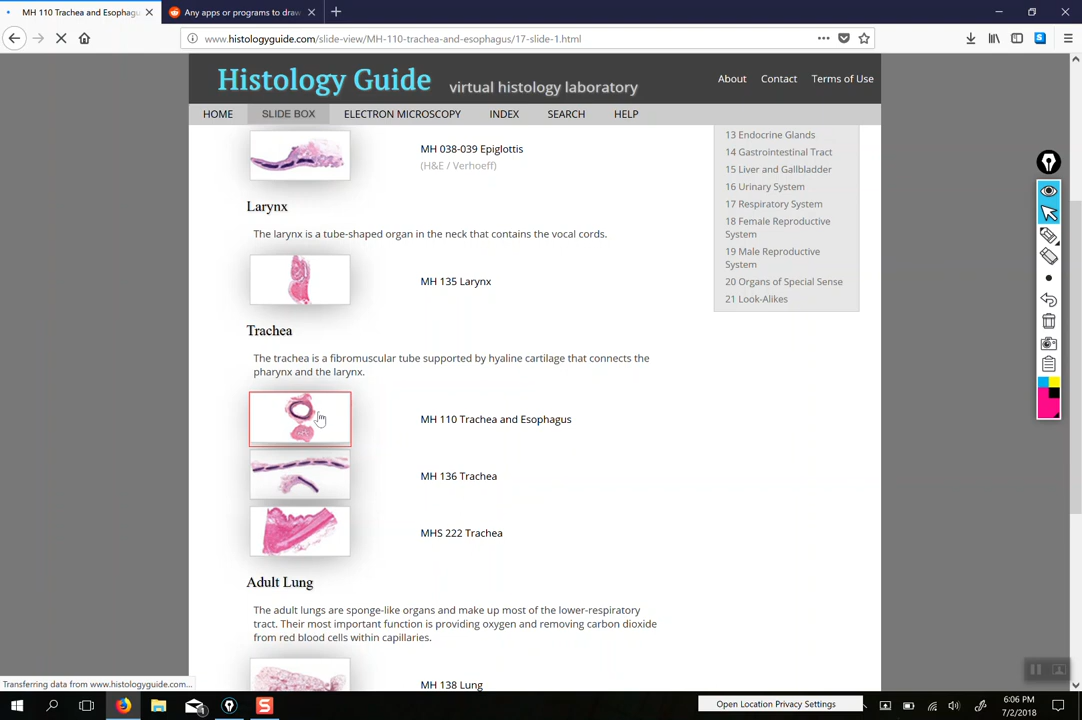 MH 110 Trachea and Esophagu
Any apps or programs to draw
www.histologyguide.com/slide-view/MH-110-trachea-and-esophagus/17-slide-1.html
Histology Guide virtual histology laboratory
About Contact Terms of Use
HOME SLIDE BOX ELECTRON MICROSCOPY INDEX SEARCH HELP
MH 038-039 Epiglottis
(H&E / Verhoeff)
Larynx
The larynx is a tube-shaped organ in the neck that contains the vocal cords.
MH 135 Larynx
Trachea
The trachea is a fibromuscular tube supported by hyaline cartilage that connects the
pharynx and the larynx.
MH 110 Trachea and Esophagus
MH 136 Trachea
MHS 222 Trachea
Adult Lung
The adult lungs are sponge-like organs and make up most of the lower-respiratory
tract. Their most important function is providing oxygen and removing carbon dioxide
from red blood cells within capillaries.
MH 138 Lung
13 Endocrine Glands
14 Gastrointestinal Tract
15 Liver and Gallbladder
16 Urinary System
17 Respiratory System
18 Female Reproductive
System
19 Male Reproductive
System
20 Organs of Special Sense
21 Look-Alikes
Transferring data from www.histologyguide.com...
Open Location Privacy Settings
6:06 PM
7/2/2018